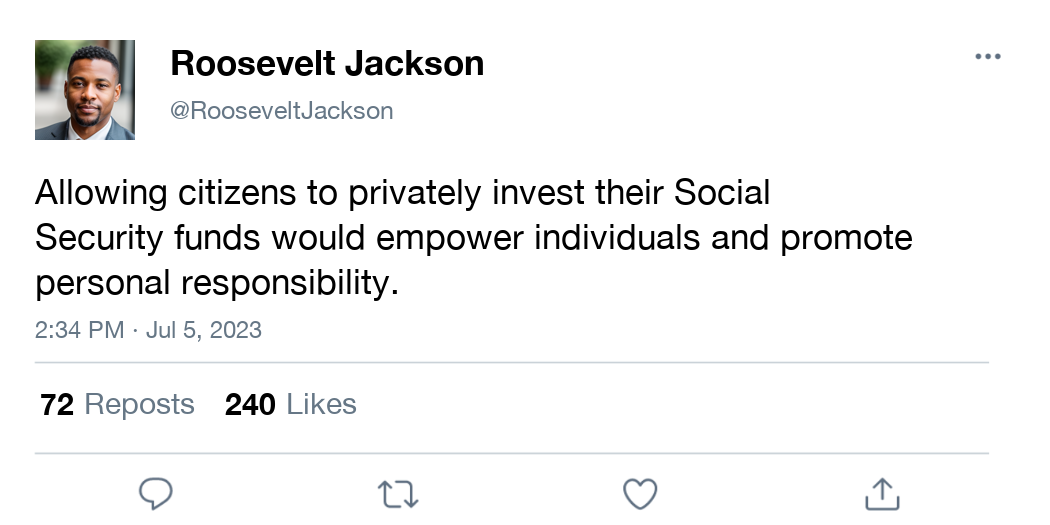 Roosevelt Jackson
@RooseveltJackson
Allowing citizens to privately invest their Social
Security funds would empower individuals and promote
personal responsibility.
2:34 PM · Jul 5, 2023
72 Reposts 240 Likes